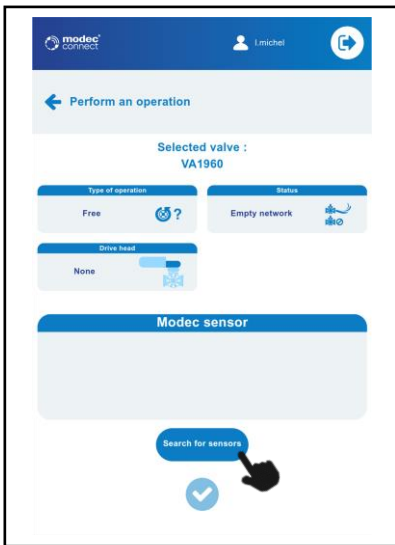 modec
connect
l.michel
Perform an operation
Selected valve :
VA1960
Type of operation
Free
?
Status
Empty network
Drive head
None
Modec sensor
Search for sensors